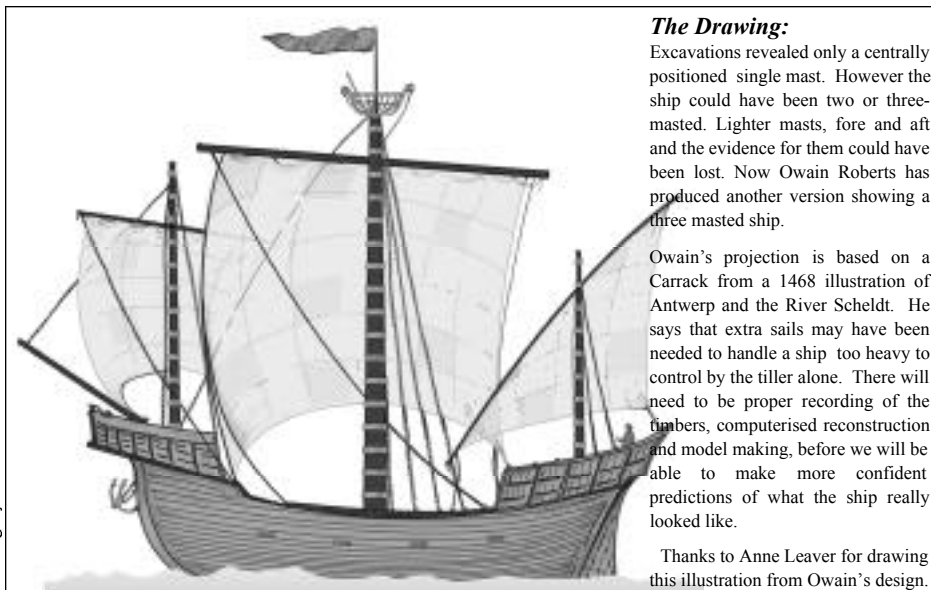 The Drawing:
Excavations revealed only a centrally
positioned single mast. However the
ship could have been two or three-
masted. Lighter masts, fore and aft
and the evidence for them could have
been lost. Now Owain Roberts has
produced another version showing a
three masted ship.
Owain's projection is based on a
Carrack from a 1468 illustration of
Antwerp and the River Scheldt. He
says that extra sails may have been
needed to handle a ship too heavy to
control by the tiller alone. There will
need to be proper recording of the
timbers, computerised reconstruction
and model making, before we will be
able to make more confident
predictions of what the ship really
looked like.
Thanks to Anne Leaver for drawing
this illustration from Owain's design.